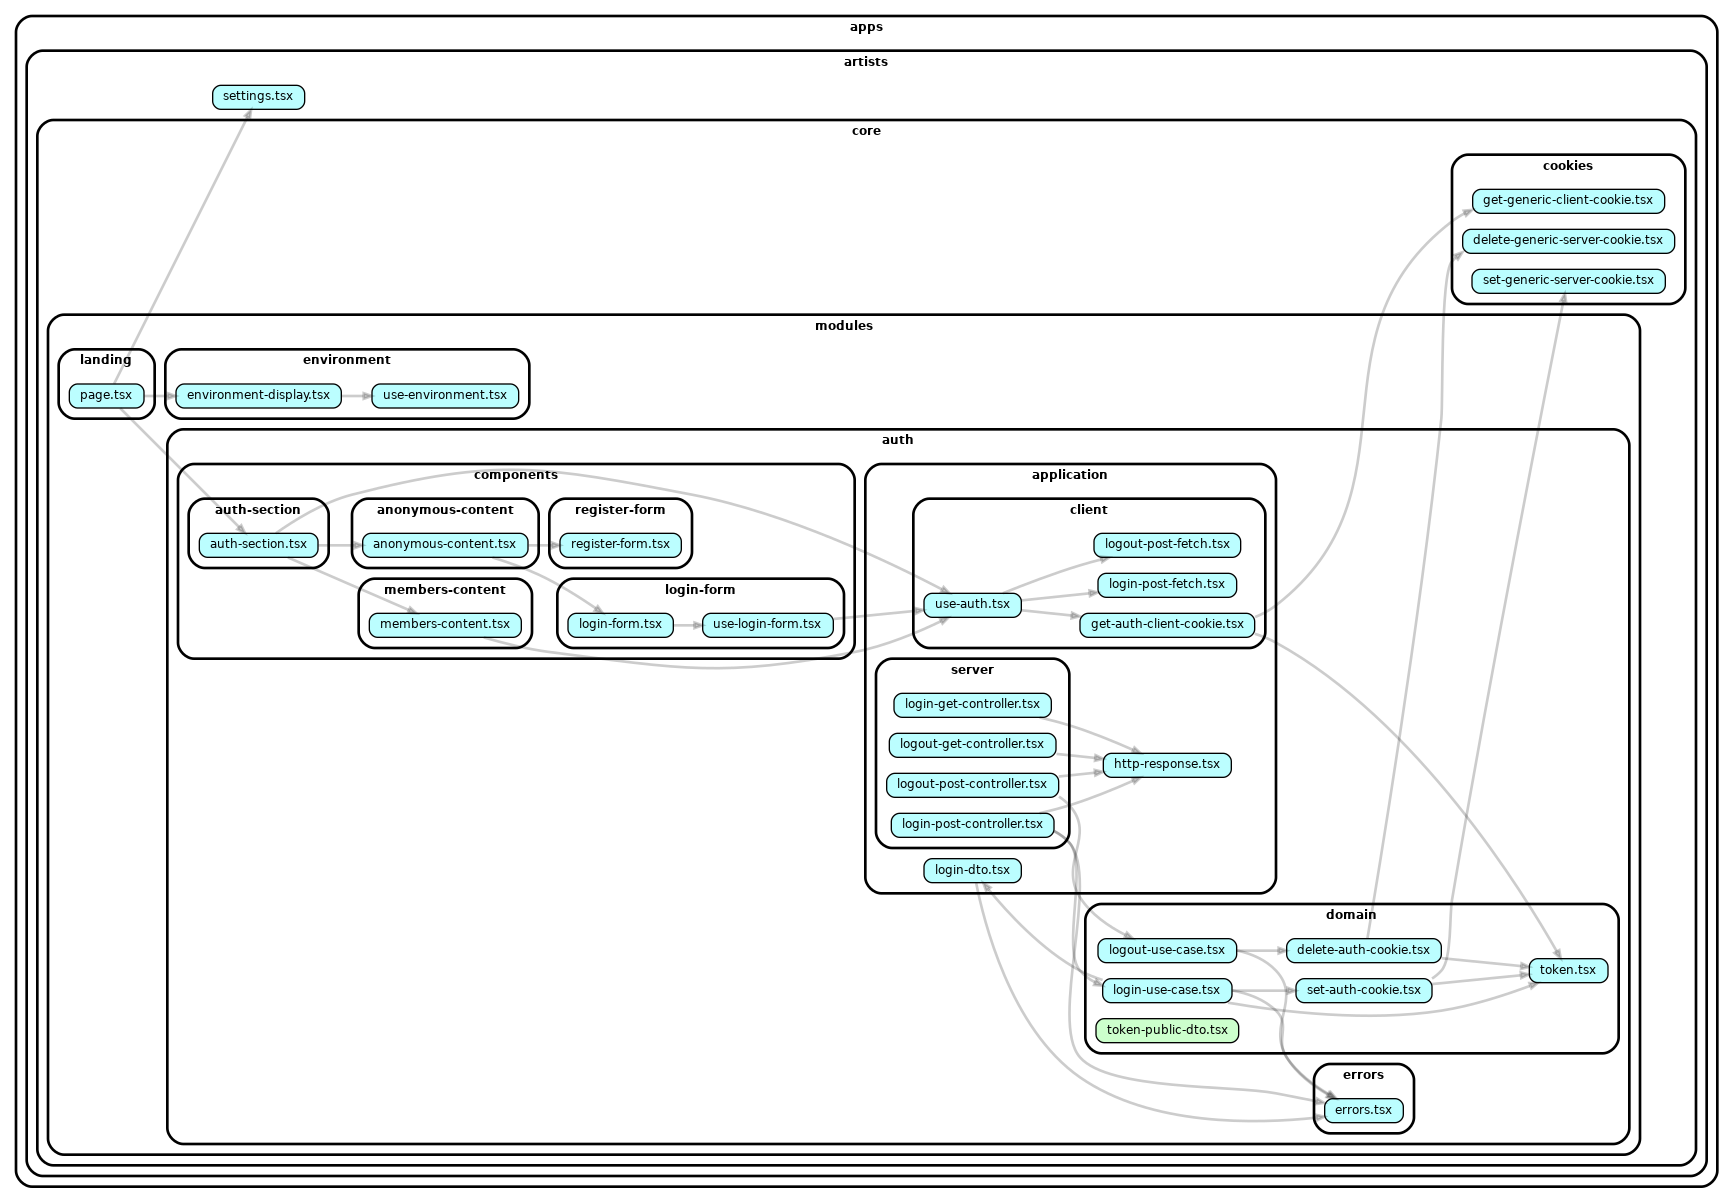 apps
artists
settings.tsx
core
cookies
get-generic-client-cookie.tsx
delete-generic-server-cookie.tsx
set-generic-server-cookie.tsx
modules
landing
page.tsx
environment
environment-display.tsx
use-environment.tsx
auth
components
auth-section
auth-section.tsx
anonymous-content
anonymous-content.tsx
register-form
register-form.tsx
members-content
members-content.tsx
login-form
login-form.tsx
use-login-form.tsx
application
client
logout-post-fetch.tsx
login-post-fetch.tsx
use-auth.tsx
get-auth-client-cookie.tsx
server
login-get-controller.tsx
logout-get-controller.tsx
logout-post-controller.tsx
login-post-controller.tsx
http-response.tsx
login-dto.tsx
domain
logout-use-case.tsx
delete-auth-cookie.tsx
login-use-case.tsx
set-auth-cookie.tsx
token.tsx
token-public-dto.tsx
errors
errors.tsx